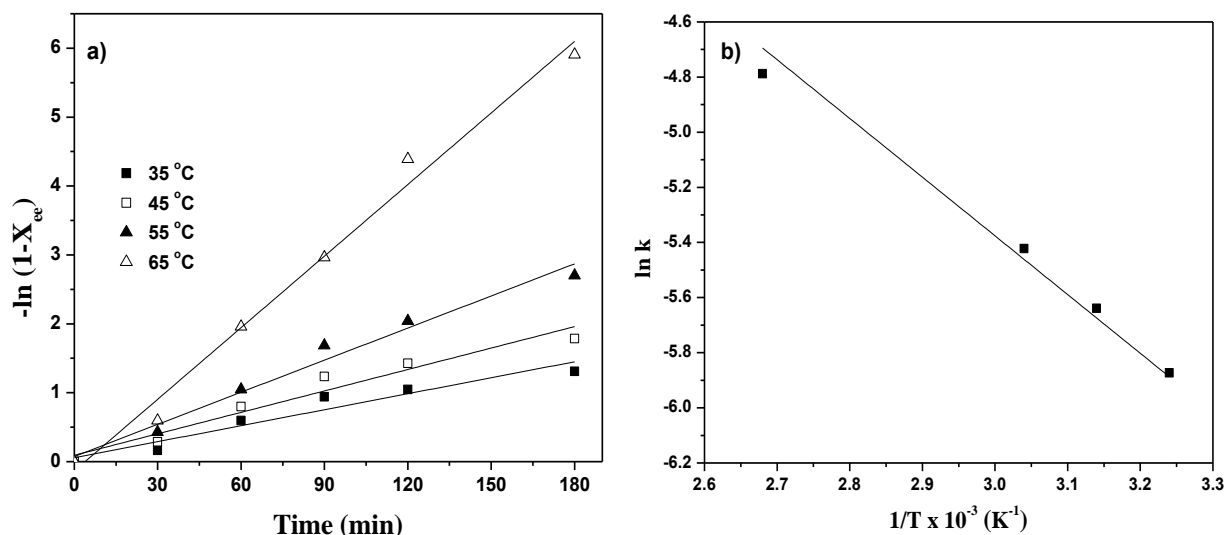 a)
-ln (1-X_ee)
6
5
4
3
2
1
0
35 °C
45 °C
55 °C
65 °C
0 30 60 90 120 150 180
Time (min)
b)
ln k
-4.6
-4.8
-5.0
-5.2
-5.4
-5.6
-5.8
-6.0
-6.2
2.6 2.7 2.8 2.9 3.0 3.1 3.2 3.3
1/T x 10⁻³ (K⁻¹)